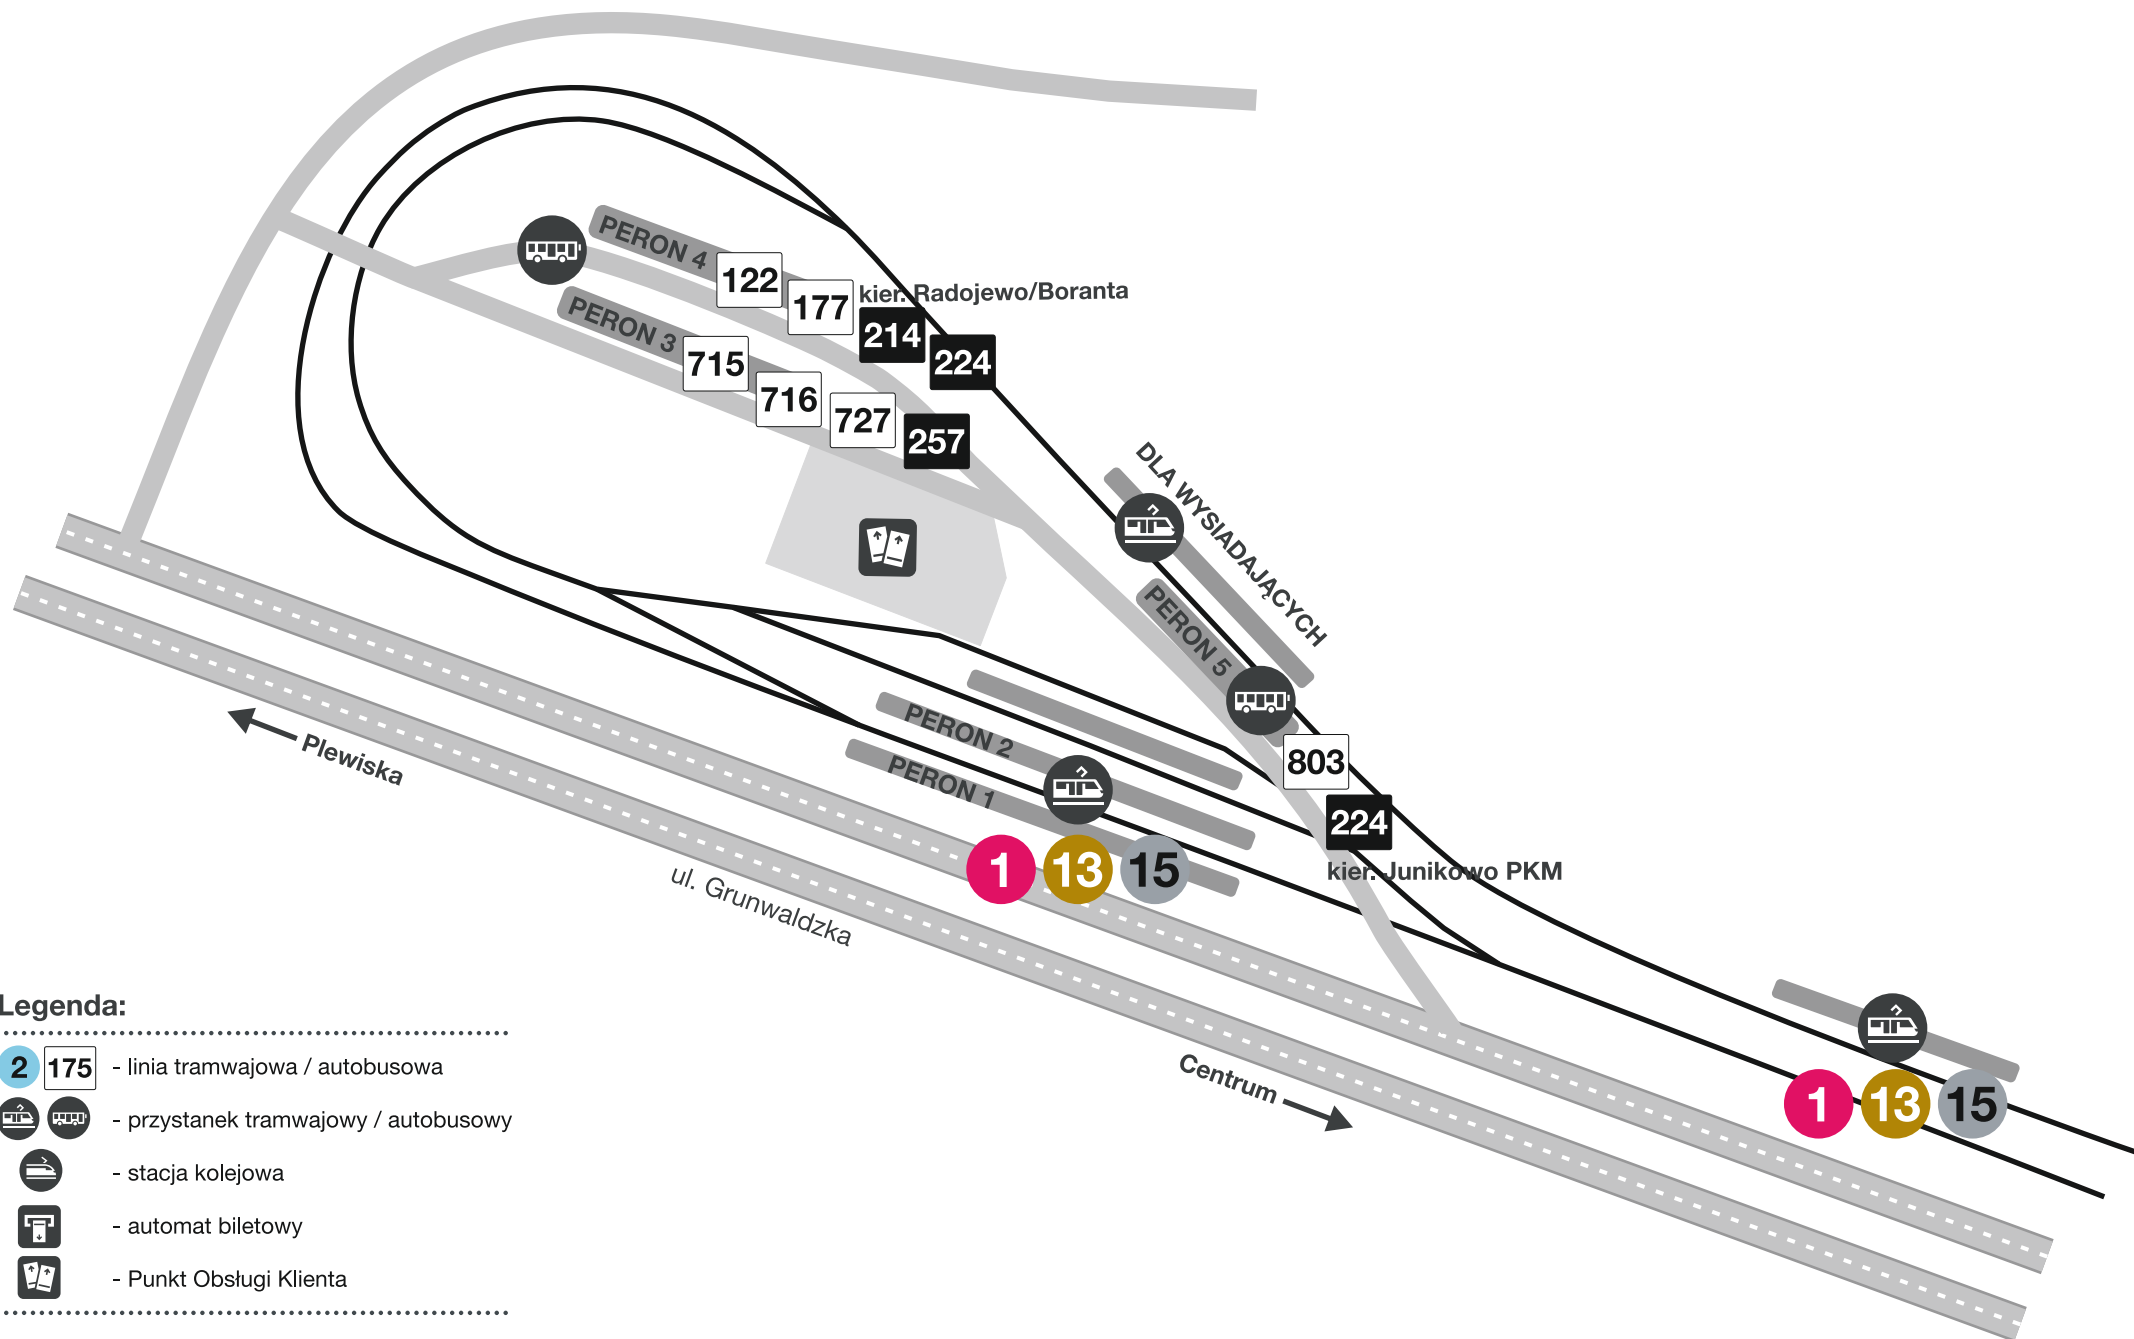 PERON 4
122
177
kier. Radojewo/Boranta
214
224
PERON 3
715
716
727
257
DLA WYSIADAJĄCYCH
PERON 5
803
224
kier. Junikowo PKM
PERON 2
PERON 1
1
13
15
Plewiska
ul. Grunwaldzka
Centrum
1
13
15
Legenda:
2 175 - linia tramwajowa / autobusowa
- przystanek tramwajowy / autobusowy
- stacja kolejowa
- automat biletowy
- Punkt Obsługi Klienta